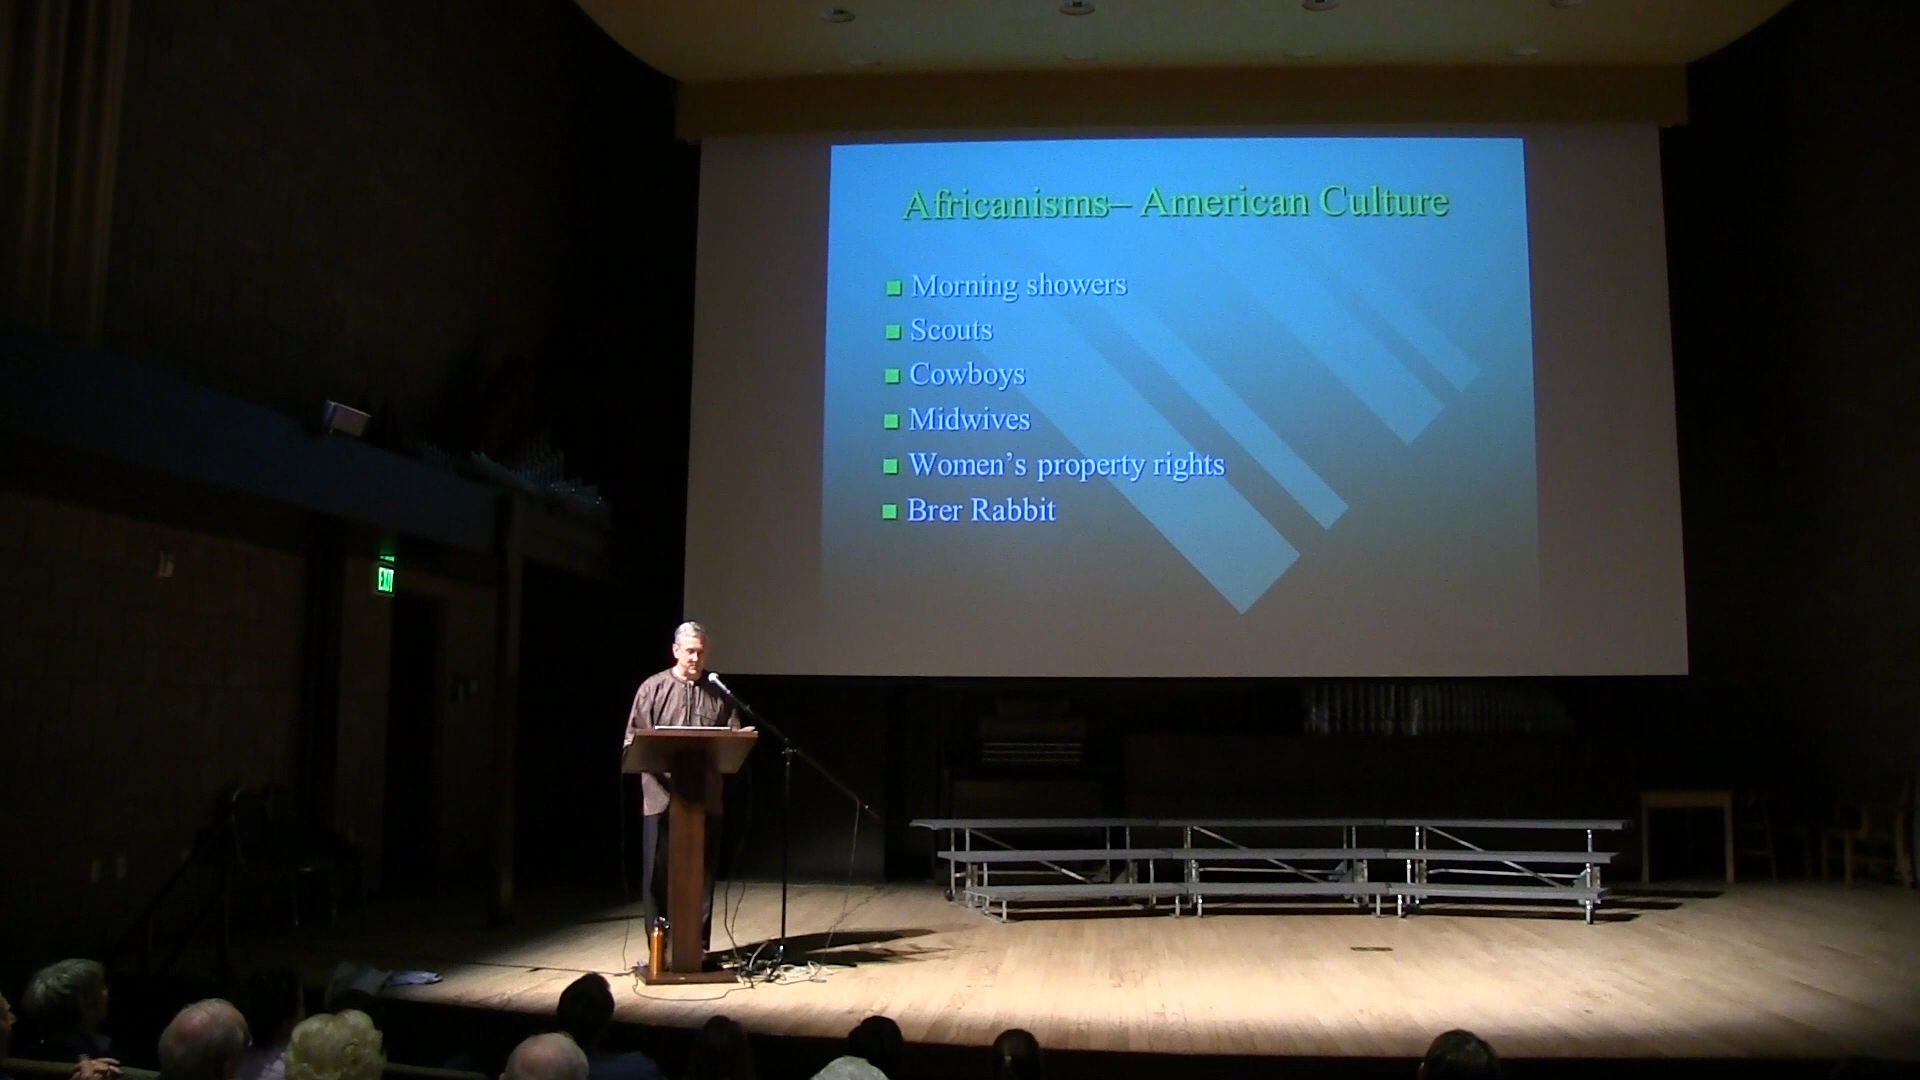 Africanisms– American Culture
Morning showers
Scouts
Cowboys
Midwives
Women's property rights
Brer Rabbit
EXIT